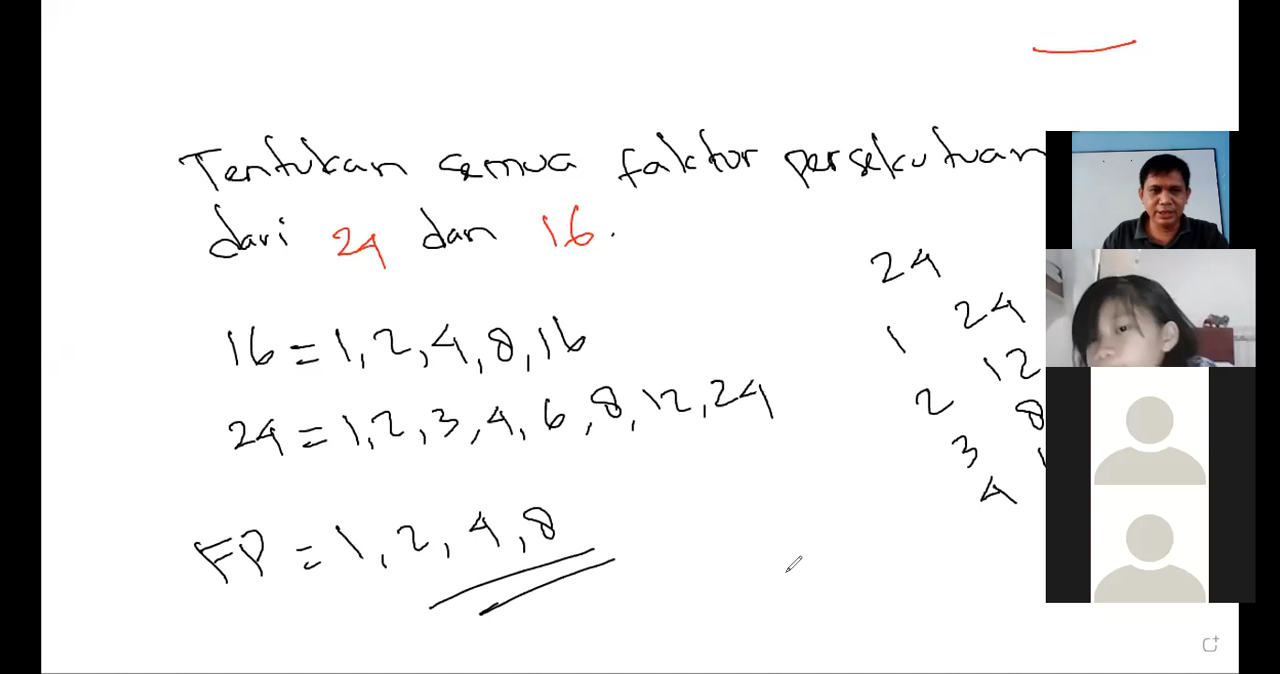 Tentukan semua faktor persekutuan
dari 24 dan 16.
16 = 1, 2, 4, 8, 16
24 = 1, 2, 3, 4, 6, 8, 12, 24
FP = 1, 2, 4, 8
24
1 24
2 12
3 8
4